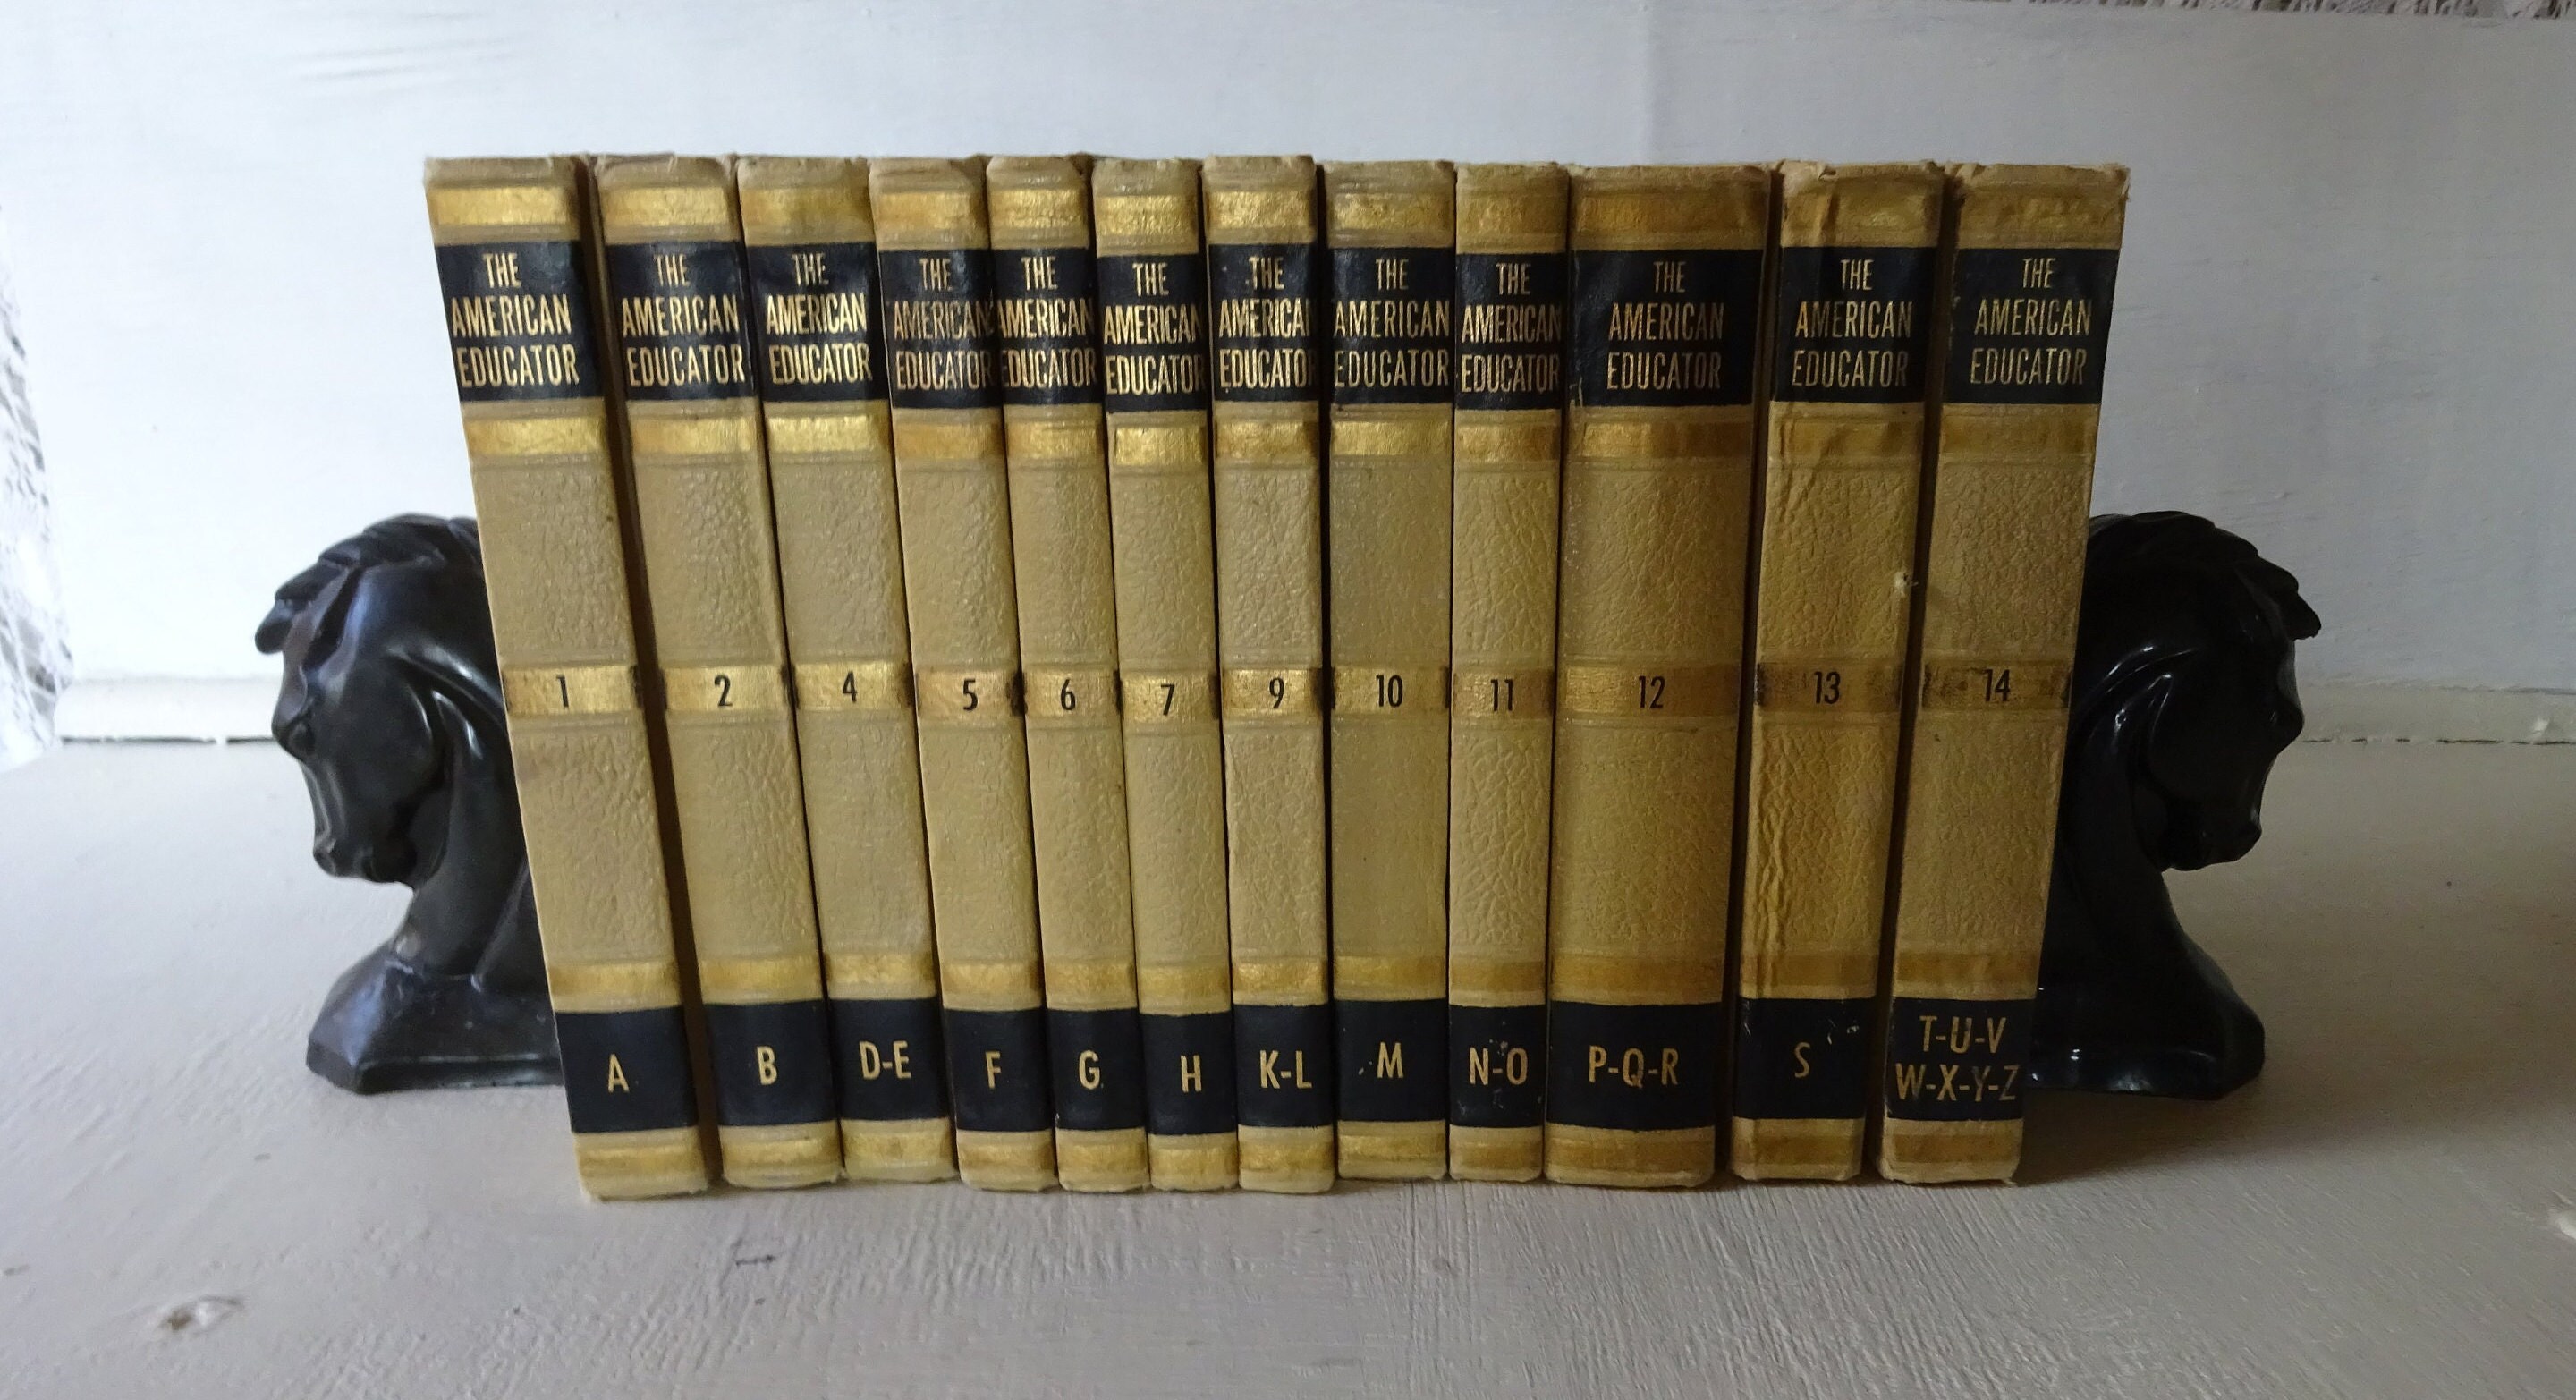 THE
AMERICAN
EDUCATOR
1
A
THE
AMERICAN
EDUCATOR
2
B
THE
AMERICAN
EDUCATOR
4
D-E
THE
AMERICAN
EDUCATOR
5
F
THE
AMERICAN
EDUCATOR
6
G
THE
AMERICAN
EDUCATOR
7
H
THE
AMERICAN
EDUCATOR
9
K-L
THE
AMERICAN
EDUCATOR
10
M
THE
AMERICAN
EDUCATOR
11
N-O
THE
AMERICAN
EDUCATOR
12
P-Q-R
THE
AMERICAN
EDUCATOR
13
S
THE
AMERICAN
EDUCATOR
14
T-U-V
W-X-Y-Z